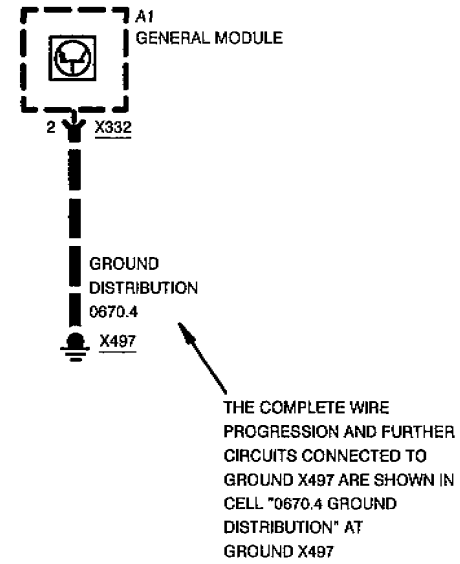 A1
GENERAL MODULE
2 X332
GROUND
DISTRIBUTION
0670.4
X497
THE COMPLETE WIRE
PROGRESSION AND FURTHER
CIRCUITS CONNECTED TO
GROUND X497 ARE SHOWN IN
CELL "0670.4 GROUND
DISTRIBUTION" AT
GROUND X497